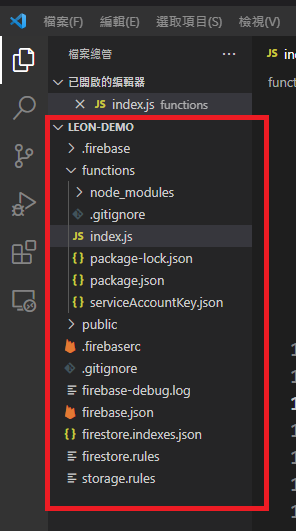 檔案(F) 編輯(E) 選取項目(S) 檢視(V)
檔案總管 ...
已開啟的編輯器
JS index.js functions
LEON-DEMO
.firebase
functions
node_modules
.gitignore
JS index.js
{} package-lock.json
{} package.json
{} serviceAccountKey.json
public
.firebaserc
.gitignore
firebase-debug.log
firebase.json
{} firestore.indexes.json
firestore.rules
storage.rules
JS in
func